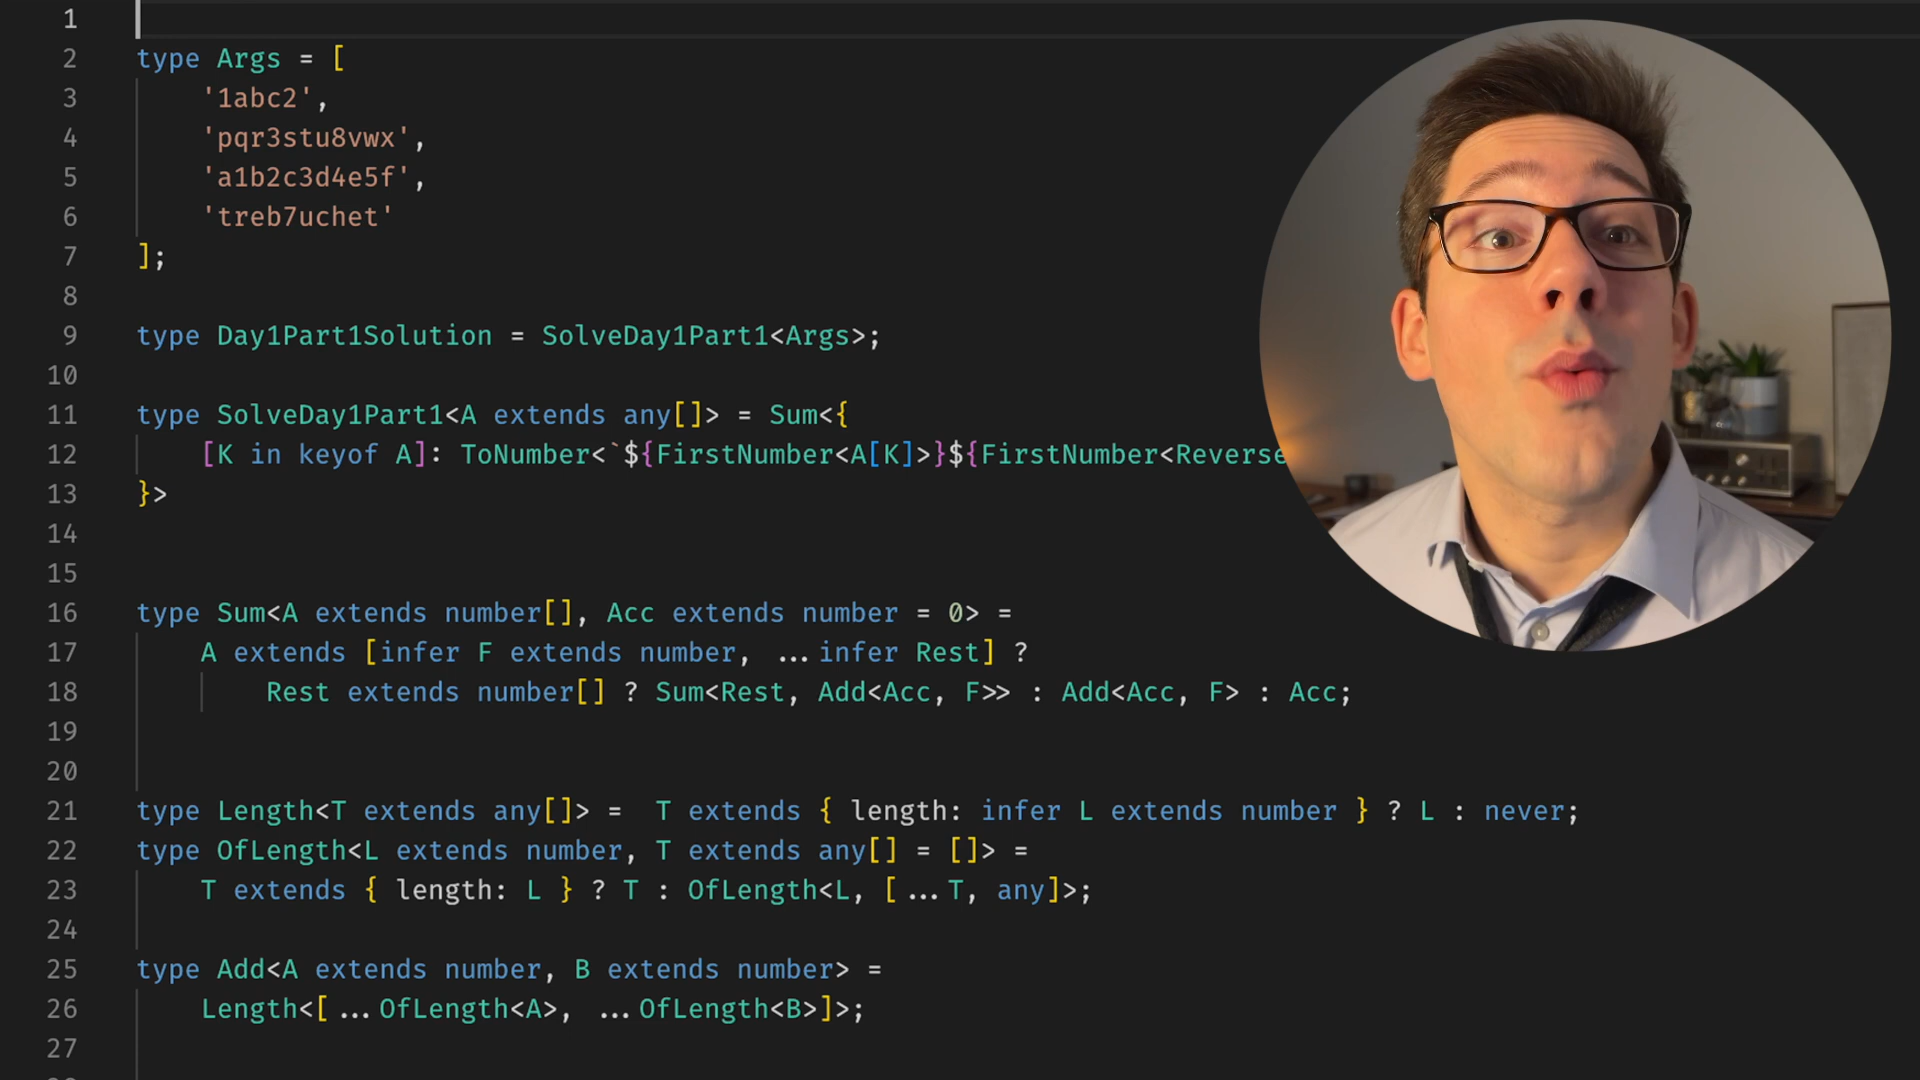 1
2 type Args = [
3 '1abc2',
4 'pqr3stu8vwx',
5 'a1b2c3d4e5f',
6 'treb7uchet'
7 ];
8
9 type Day1Part1Solution = SolveDay1Part1<Args>;
10
11 type SolveDay1Part1<A extends any[]> = Sum<{
12 [K in keyof A]: ToNumber<`${FirstNumber<A[K]>}${FirstNumber<Reverse
13 }>
14
15
16 type Sum<A extends number[], Acc extends number = 0> =
17 A extends [infer F extends number, ...infer Rest] ?
18 Rest extends number[] ? Sum<Rest, Add<Acc, F>> : Add<Acc, F> : Acc;
19
20
21 type Length<T extends any[]> =  T extends { length: infer L extends number } ? L : never;
22 type OfLength<L extends number, T extends any[] = []> =
23 T extends { length: L } ? T : OfLength<L, [...T, any]>;
24
25 type Add<A extends number, B extends number> =
26 Length<[...OfLength<A>, ...OfLength<B>]>;
27